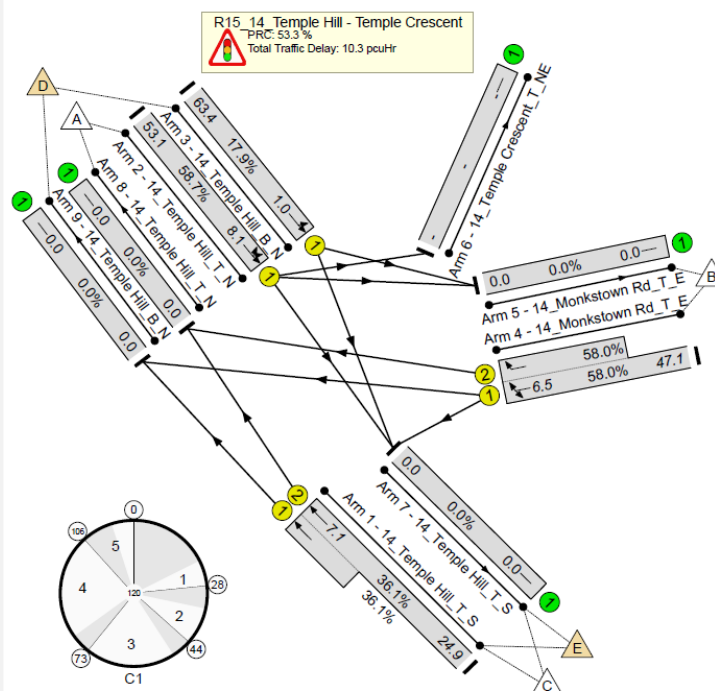 R15_14_Temple Hill - Temple Crescent
PRC: 53.3 %
Total Traffic Delay: 10.3 pcuHr
D
A
1
1
----0.0
0.0%
0.0
Arm 9 - 14_Temple Hill_B_N
----0.0
0.0%
0.0
Arm 8 - 14_Temple Hill_T_N
Arm 2 - 14_Temple Hill_T_N
53.1
58.7%
8.1
1
Arm 3 - 14_Temple Hill_B_N
63.4
17.9%
1.0
1
1
-
-
-
Arm 6 - 14_Temple Crescent_T_NE
0.0
0.0%
0.0----
1
Arm 5 - 14_Monkstown Rd_T_E
Arm 4 - 14_Monkstown Rd_T_E
B
2
58.0%
1
6.5
58.0%
47.1
0.0
0.0%
0.0----
1
Arm 7 - 14_Temple Hill_T_S
Arm 1 - 14_Temple Hill_T_S
1
2
7.1
36.1%
36.1%
24.9
E
C
0
106
5
4
120
1
28
2
44
3
73
C1